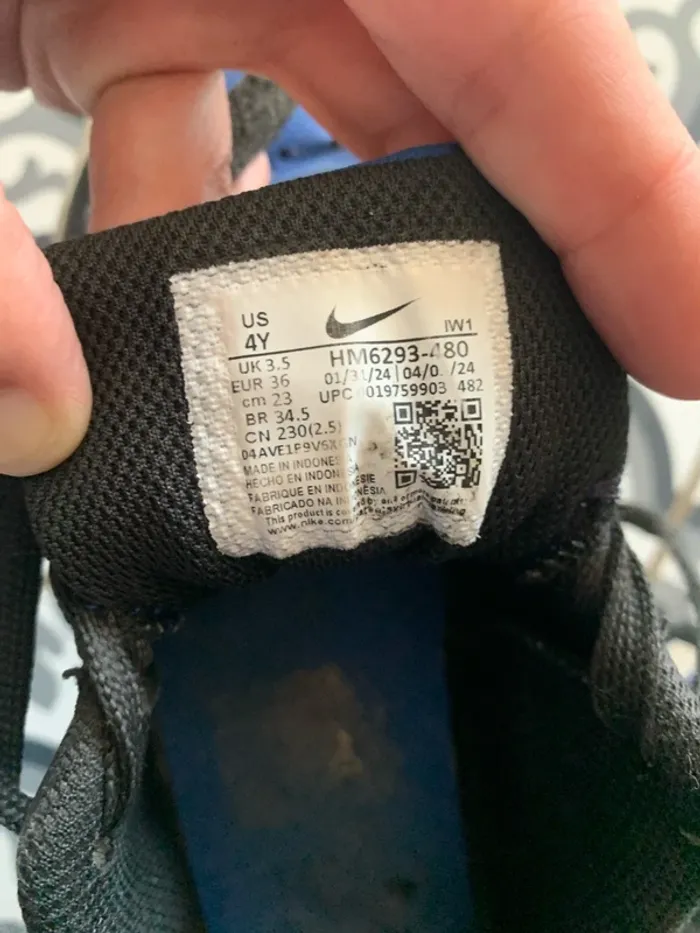 US
4Y
IW1
UK 3.5
HM6293-480
EUR 36
01/31/24 | 04/0 /24
cm 23
UPC 019759903 482
BR 34.5
CN 230(2.5)
MADE IN INDONESIA
HECHO EN INDONESIA
FABRIQUE EN INDONÉSIE
FABRICADO NA INDONÉSIA
This product is
www.nike.com